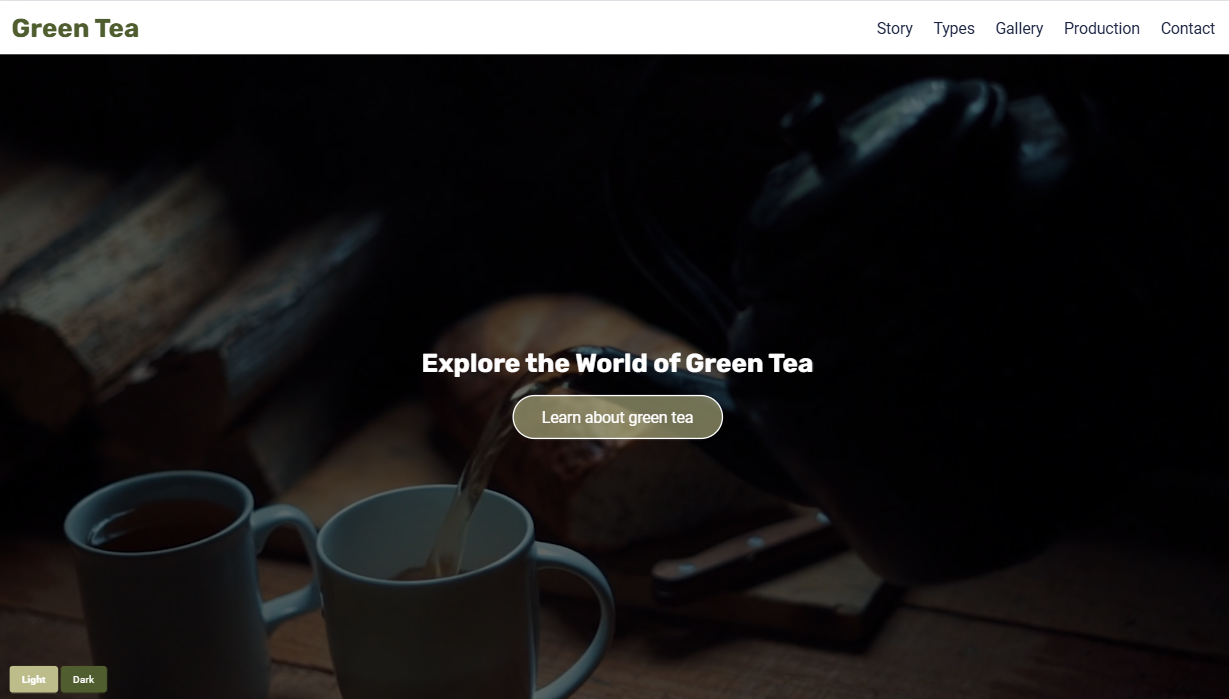 Green Tea
Story Types Gallery Production Contact
Explore the World of Green Tea
Learn about green tea
Light Dark